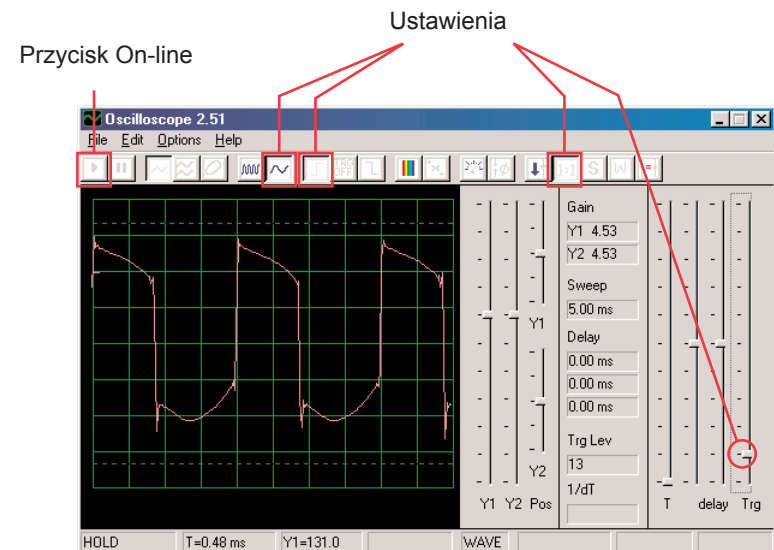 Ustawienia
Przycisk On-line
Oscilloscope 2.51
File Edit Options Help
TRG
OFF
S
W
Gain
Y1 4.53
Y2 4.53
Sweep
5.00 ms
Delay
0.00 ms
0.00 ms
0.00 ms
Trg Lev
13
1/dT
Y1
Y2
Y1 Y2 Pos
T delay Trg
HOLD T=0.48 ms Y1=131.0 WAVE